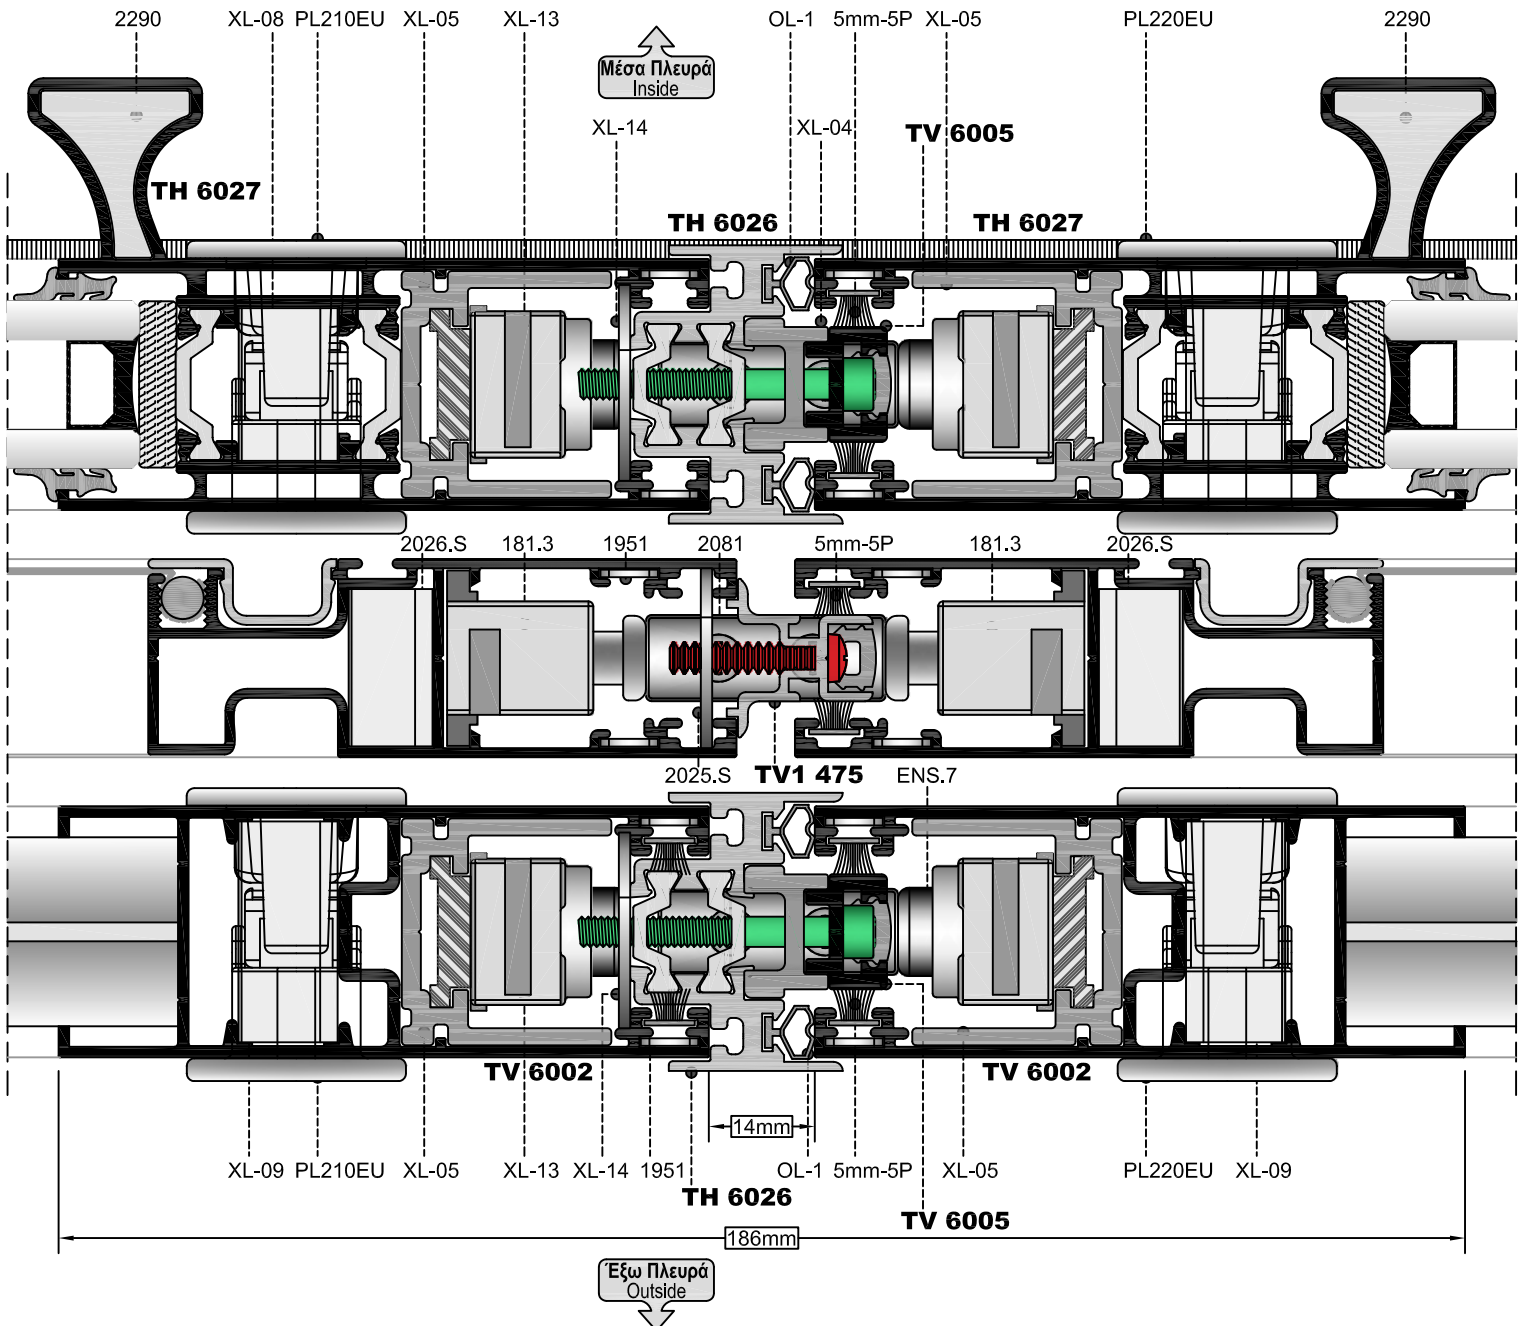 2290 XL-08 PL210EU XL-05 XL-13 OL-1 5mm-5P XL-05 PL220EU 2290
Μέσα Πλευρά
Inside
XL-14 XL-04 TV 6005
TH 6027
TH 6026 TH 6027
2026.S 181.3 1951 2081 5mm-5P 181.3 2026.S
2025.S TV1 475 ENS.7
TV 6002 TV 6002
14mm
XL-09 PL210EU XL-05 XL-13 XL-14 1951 OL-1 5mm-5P XL-05 PL220EU XL-09
TH 6026
TV 6005
186mm
Έξω Πλευρά
Outside